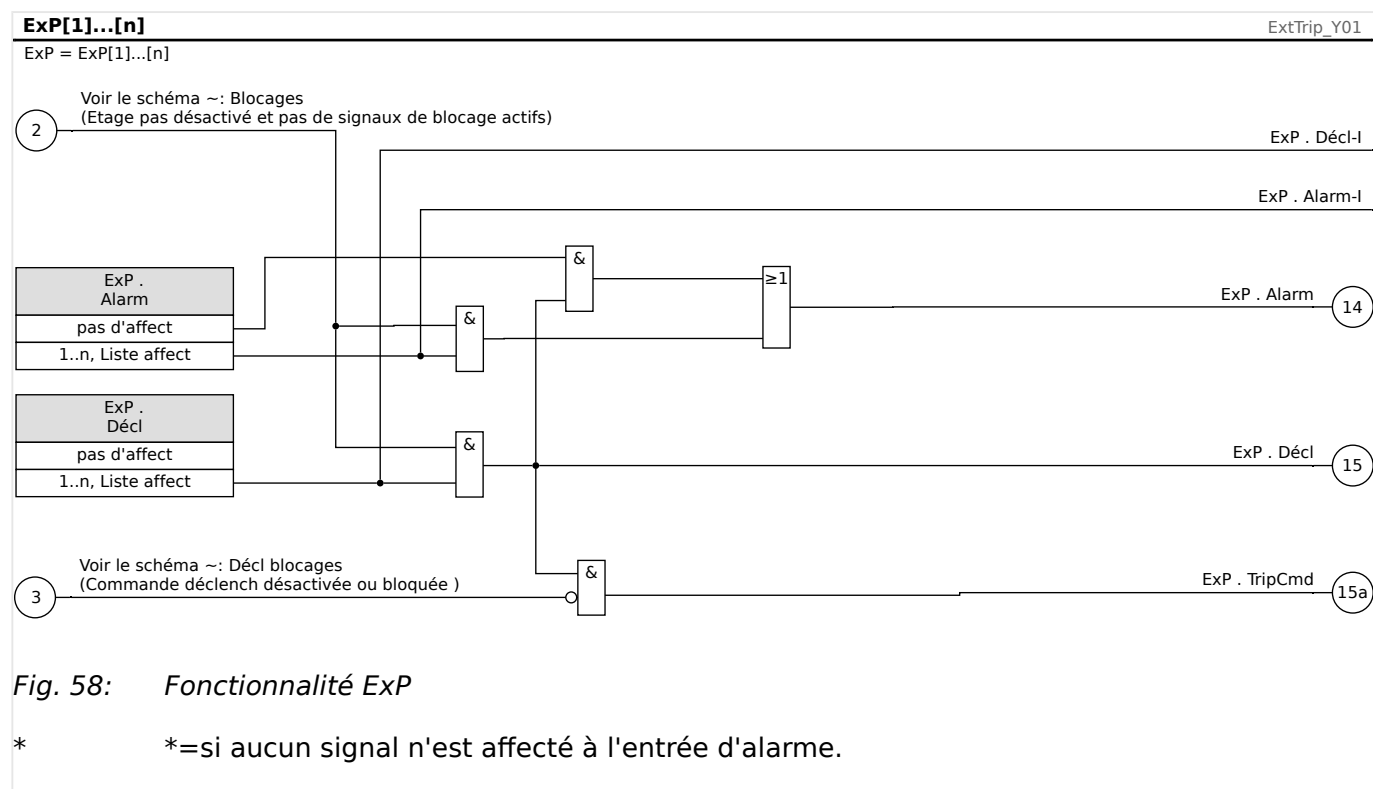 ExP[1]...[n]
ExtTrip_Y01
ExP = ExP[1]...[n]
Voir le schéma ~: Blocages
(Etage pas désactivé et pas de signaux de blocage actifs)
2
ExP . Décl-I
ExP . Alarm-I
&
ExP .
Alarm
≥1
ExP . Alarm
14
pas d'affect
&
1..n, Liste affect
ExP .
Décl
pas d'affect
&
ExP . Décl
15
1..n, Liste affect
Voir le schéma ~: Décl blocages
(Commande déclench désactivée ou bloquée )
3
&
ExP . TripCmd
15a
Fig. 58: Fonctionnalité ExP
* *=si aucun signal n'est affecté à l'entrée d'alarme.